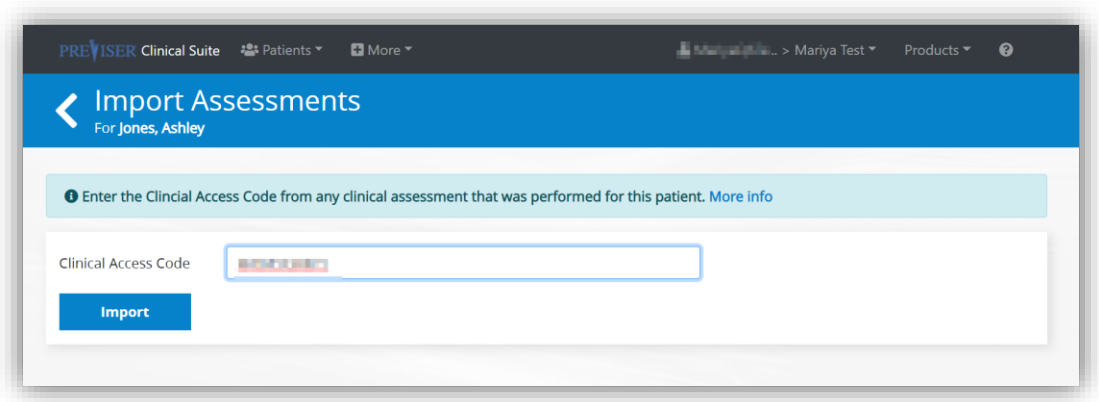 PREVISER Clinical Suite Patients More .. > Mariya Test Products
Import Assessments
For Jones, Ashley
Enter the Clincial Access Code from any clinical assessment that was performed for this patient. More info
Clinical Access Code
Import